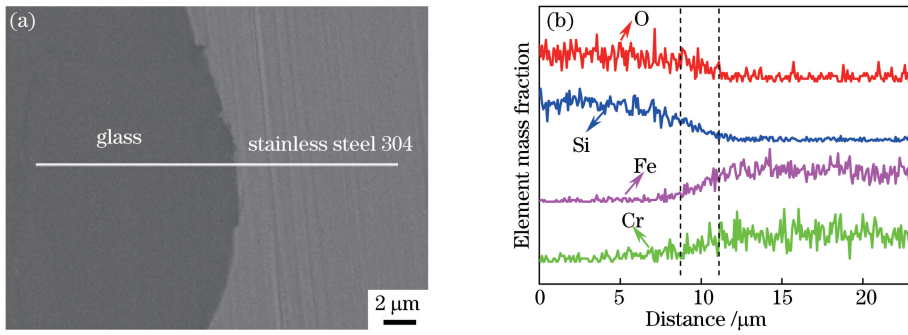 (a)
glass
stainless steel 304
2 μm
(b)
O
Si
Fe
Cr
Element mass fraction
0 5 10 15 20
Distance /μm